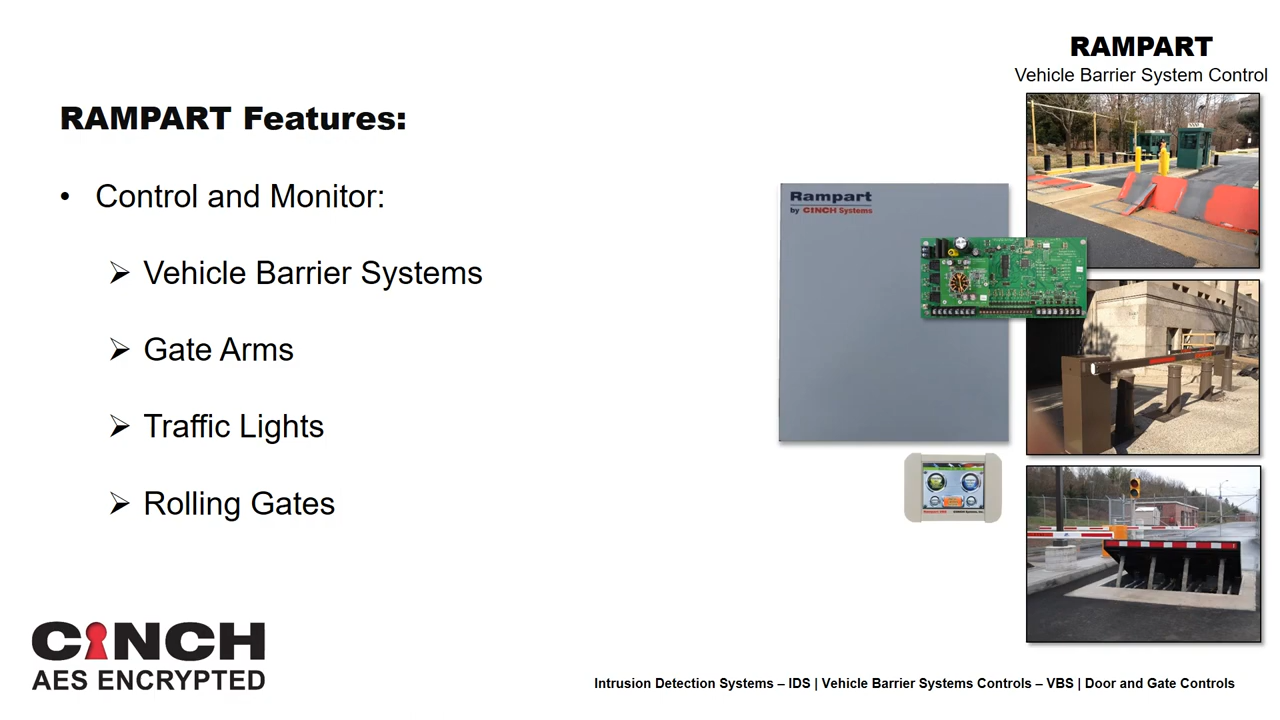 RAMPART
Vehicle Barrier System Control
RAMPART Features:
• Control and Monitor:
➢ Vehicle Barrier Systems
➢ Gate Arms
➢ Traffic Lights
➢ Rolling Gates
Rampart
by CINCH Systems
CINCH
AES ENCRYPTED
Intrusion Detection Systems – IDS | Vehicle Barrier Systems Controls – VBS | Door and Gate Controls